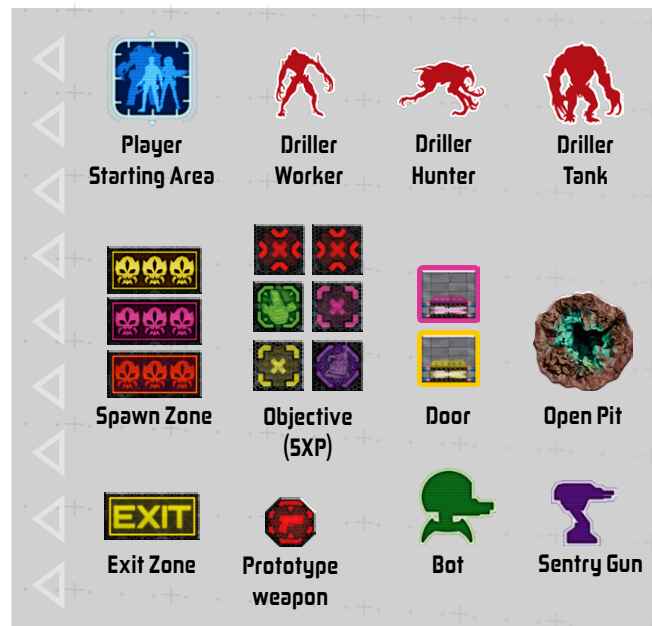 Player
Starting Area
Driller
Worker
Driller
Hunter
Driller
Tank
Spawn Zone
Objective
(5XP)
Door
Open Pit
EXIT
Exit Zone
Prototype
weapon
Bot
Sentry Gun